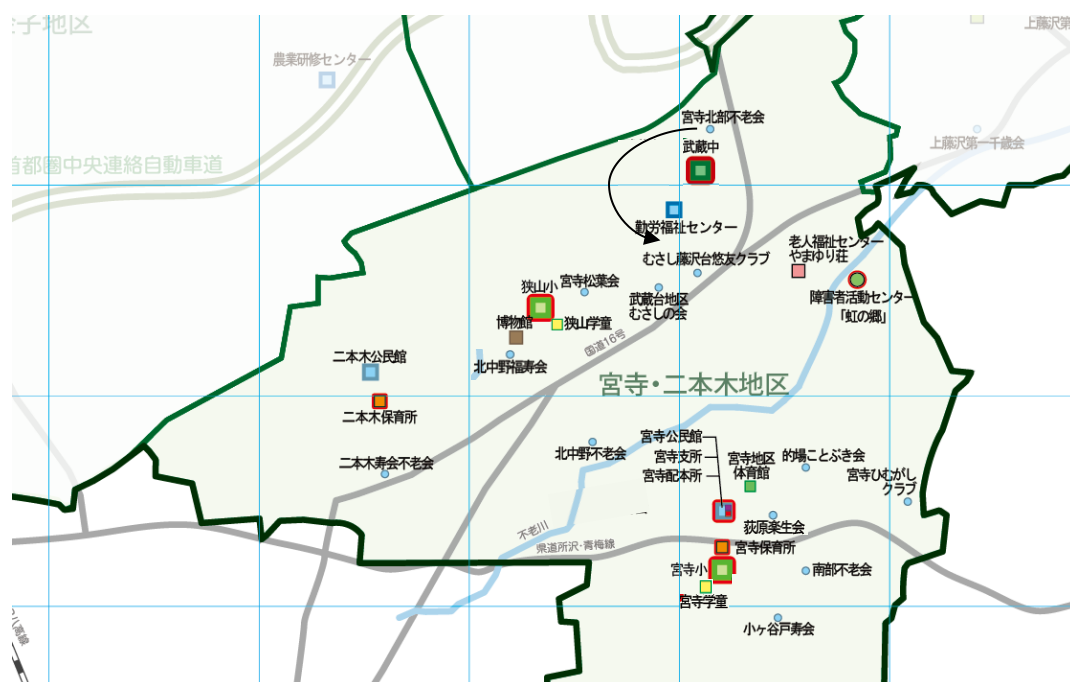 子地区
上藤沢第
農業研修センター
宮寺北部不老会
上藤沢第一千歳会
武蔵中
首都圏中央連絡自動車道
勤労福祉センター
老人福祉センター
やまゆり荘
むさし藤沢台悠友クラブ
狭山小
宮寺松葉会
武蔵台地区
むさしの会
障害者活動センター
「虹の郷」
博物館
狭山学童
国道16号
二本木公民館
北中野福寿会
宮寺・二本木地区
二本木保育所
宮寺公民館
宮寺支所
宮寺配本所
宮寺地区
体育館
的場ことぶき会
北中野不老会
二本木寿会不老会
宮寺ひむがし
クラブ
荻原楽生会
不老川
県道所沢・青梅線
宮寺保育所
宮寺小
南部不老会
宮寺学童
小ヶ谷戸寿会
八高線